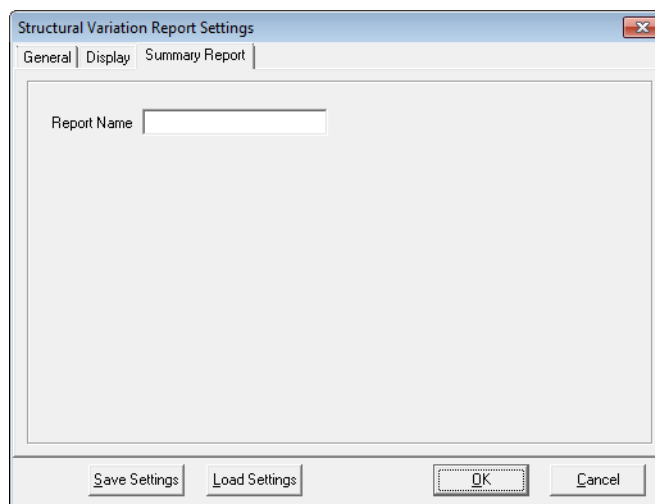 Structural Variation Report Settings
General Display Summary Report
Report Name
Save Settings Load Settings OK Cancel